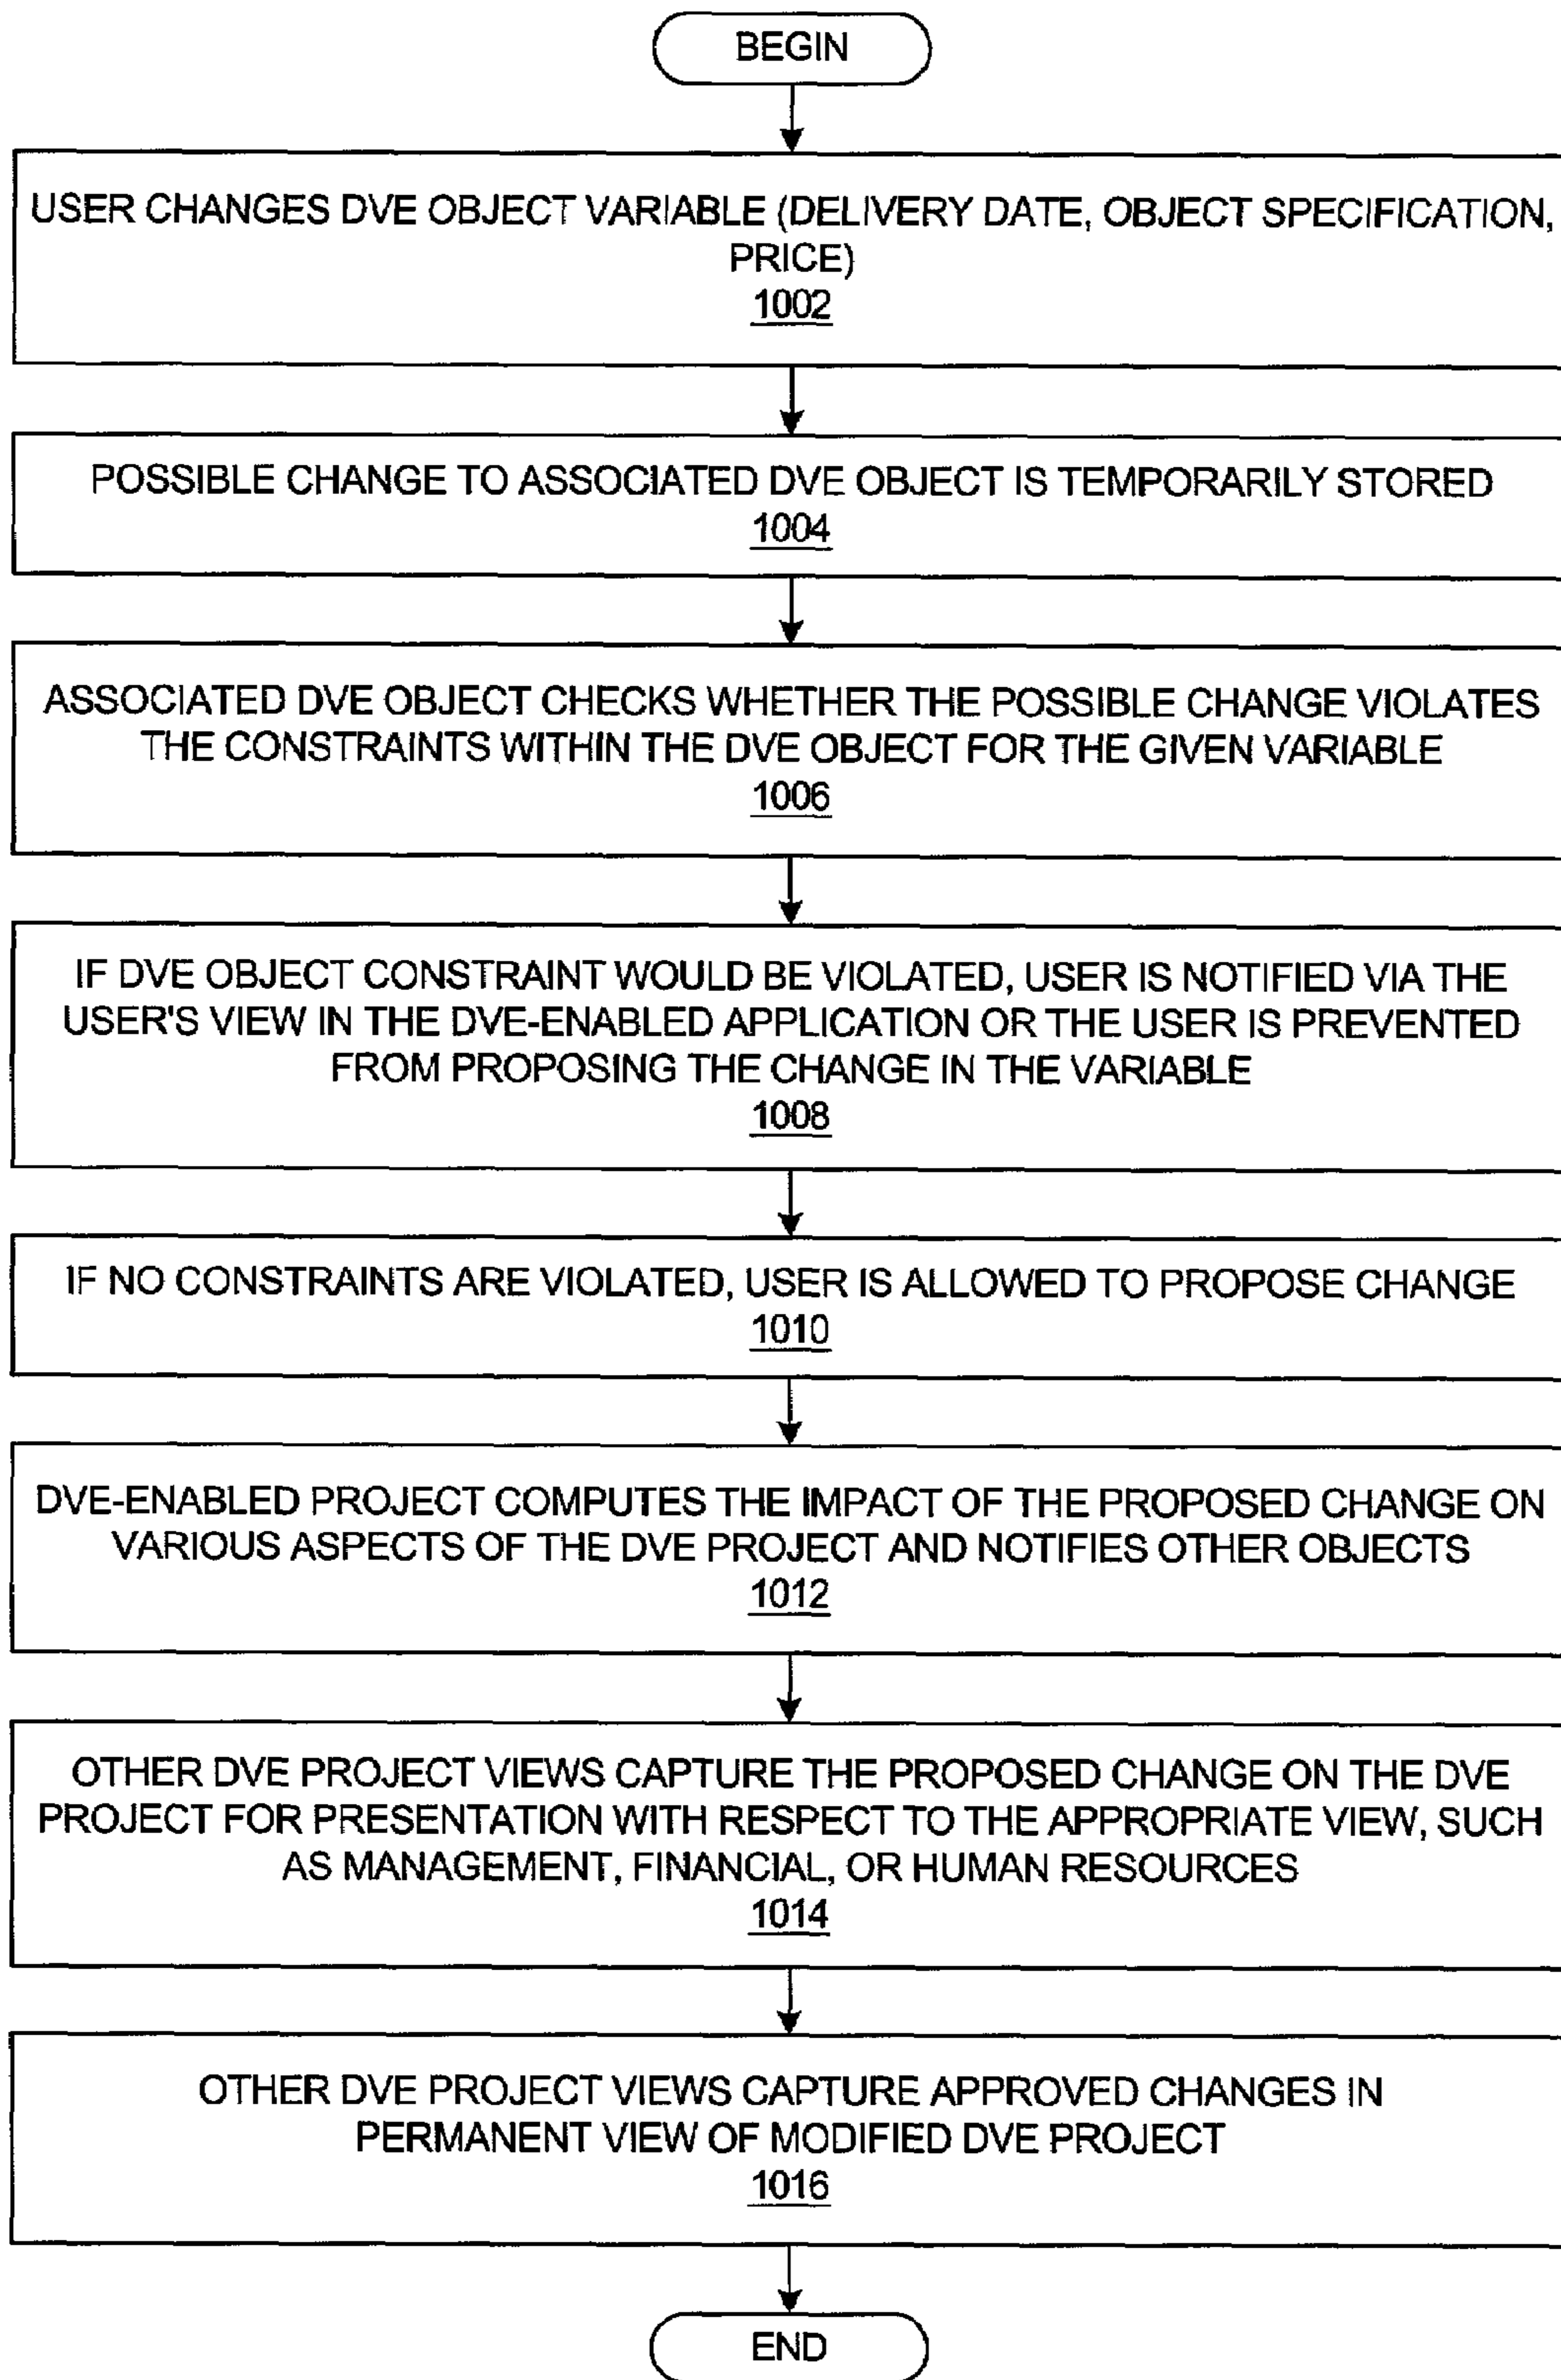 BEGIN
USER CHANGES DVE OBJECT VARIABLE (DELIVERY DATE, OBJECT SPECIFICATION,
PRICE)
1002
POSSIBLE CHANGE TO ASSOCIATED DVE OBJECT IS TEMPORARILY STORED
1004
ASSOCIATED DVE OBJECT CHECKS WHETHER THE POSSIBLE CHANGE VIOLATES
THE CONSTRAINTS WITHIN THE DVE OBJECT FOR THE GIVEN VARIABLE
1006
IF DVE OBJECT CONSTRAINT WOULD BE VIOLATED, USER IS NOTIFIED VIA THE
USER'S VIEW IN THE DVE-ENABLED APPLICATION OR THE USER IS PREVENTED
FROM PROPOSING THE CHANGE IN THE VARIABLE
1008
IF NO CONSTRAINTS ARE VIOLATED, USER IS ALLOWED TO PROPOSE CHANGE
1010
DVE-ENABLED PROJECT COMPUTES THE IMPACT OF THE PROPOSED CHANGE ON
VARIOUS ASPECTS OF THE DVE PROJECT AND NOTIFIES OTHER OBJECTS
1012
OTHER DVE PROJECT VIEWS CAPTURE THE PROPOSED CHANGE ON THE DVE
PROJECT FOR PRESENTATION WITH RESPECT TO THE APPROPRIATE VIEW, SUCH
AS MANAGEMENT, FINANCIAL, OR HUMAN RESOURCES
1014
OTHER DVE PROJECT VIEWS CAPTURE APPROVED CHANGES IN
PERMANENT VIEW OF MODIFIED DVE PROJECT
1016
END